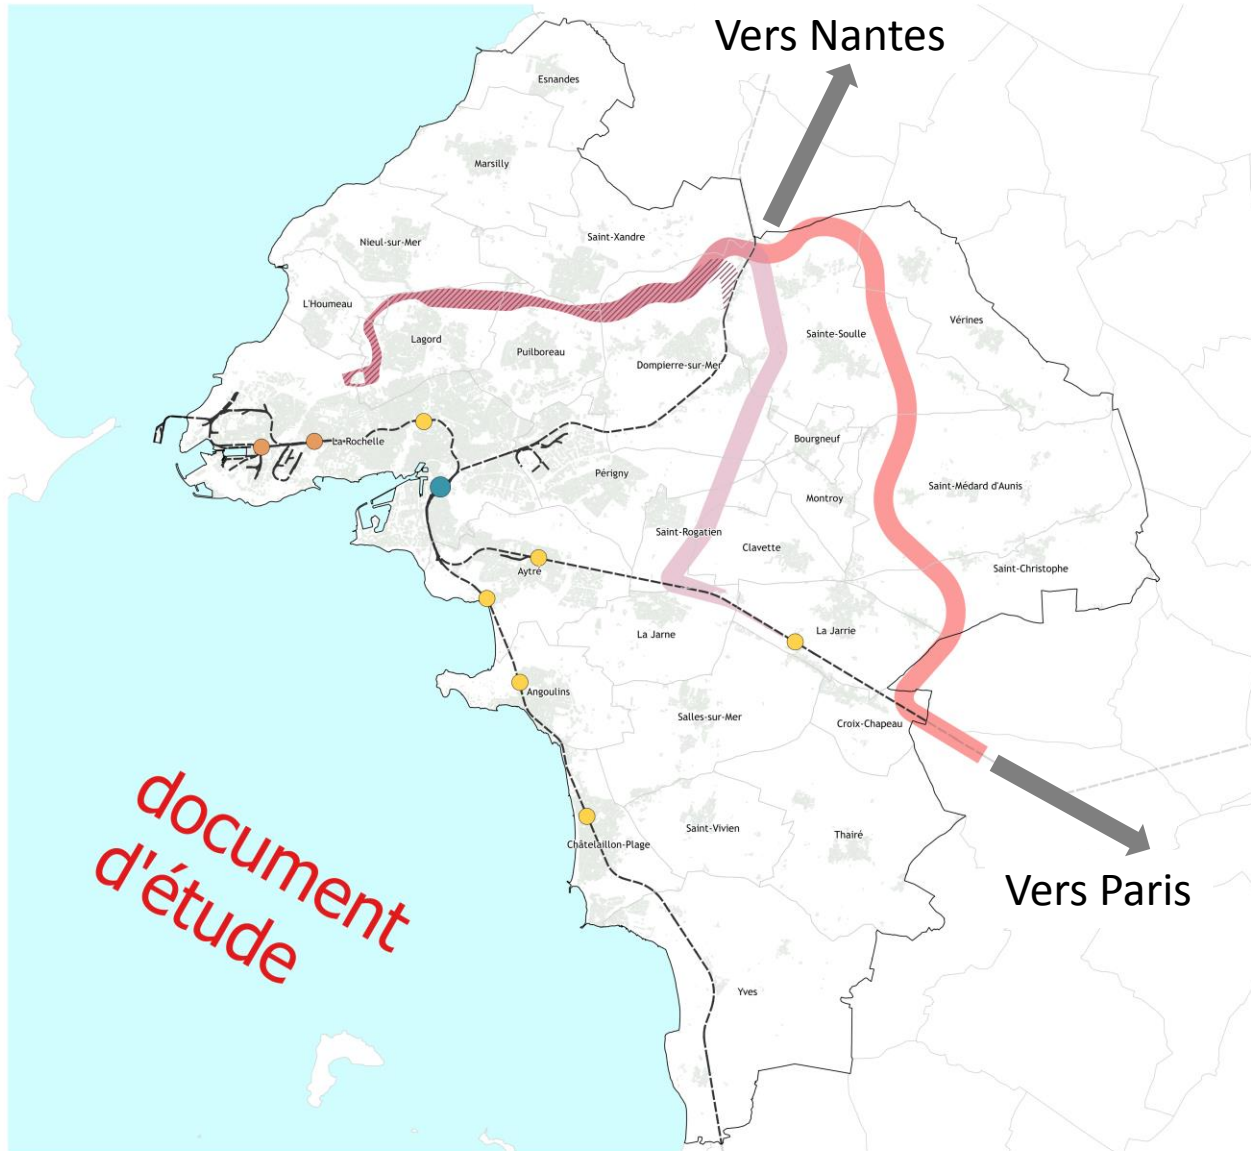 Vers Nantes
Esnandes
Marsilly
Nieul-sur-Mer
Saint-Xandre
L'Houmeau
Lagord
Puilboreau
Dompierre-sur-Mer
Sainte-Soulle
Vérines
La Rochelle
Périgny
Bourgneuf
Montroy
Saint-Médard d'Aunis
Saint-Rogatien
Clavette
Saint-Christophe
Aytré
La Jarne
La Jarrie
Angoulins
Salles-sur-Mer
Croix-Chapeau
document
d'étude
Saint-Vivien
Thairé
Châtelaillon-Plage
Vers Paris
Yves